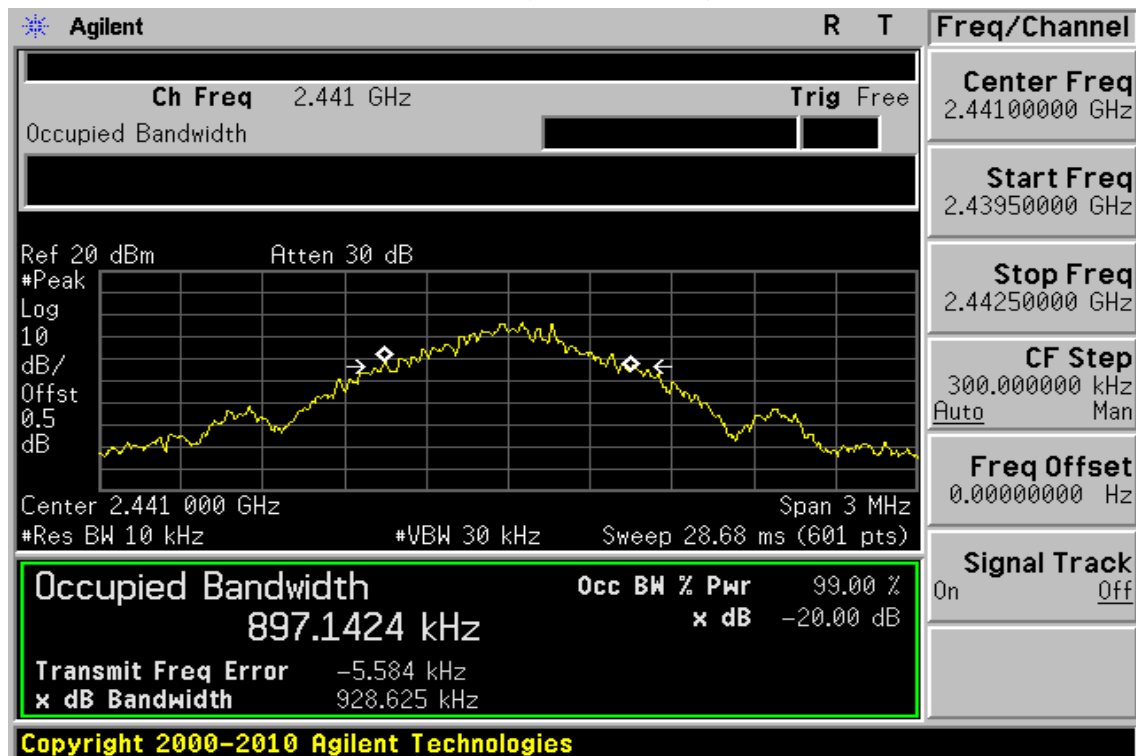 Agilent R T Freq/Channel
Ch Freq 2.441 GHz Trig Free
Occupied Bandwidth
Center Freq
2.44100000 GHz
Start Freq
2.43950000 GHz
Stop Freq
2.44250000 GHz
CF Step
300.000000 kHz
Auto Man
Freq Offset
0.00000000 Hz
Signal Track
On Off
Ref 20 dBm Atten 30 dB
#Peak
Log
10
dB/
Offst
0.5
dB
Center 2.441 000 GHz Span 3 MHz
#Res BW 10 kHz #VBW 30 kHz Sweep 28.68 ms (601 pts)
Occupied Bandwidth Occ BW % Pwr 99.00 %
897.1424 kHz x dB -20.00 dB
Transmit Freq Error -5.584 kHz
x dB Bandwidth 928.625 kHz
Copyright 2000-2010 Agilent Technologies